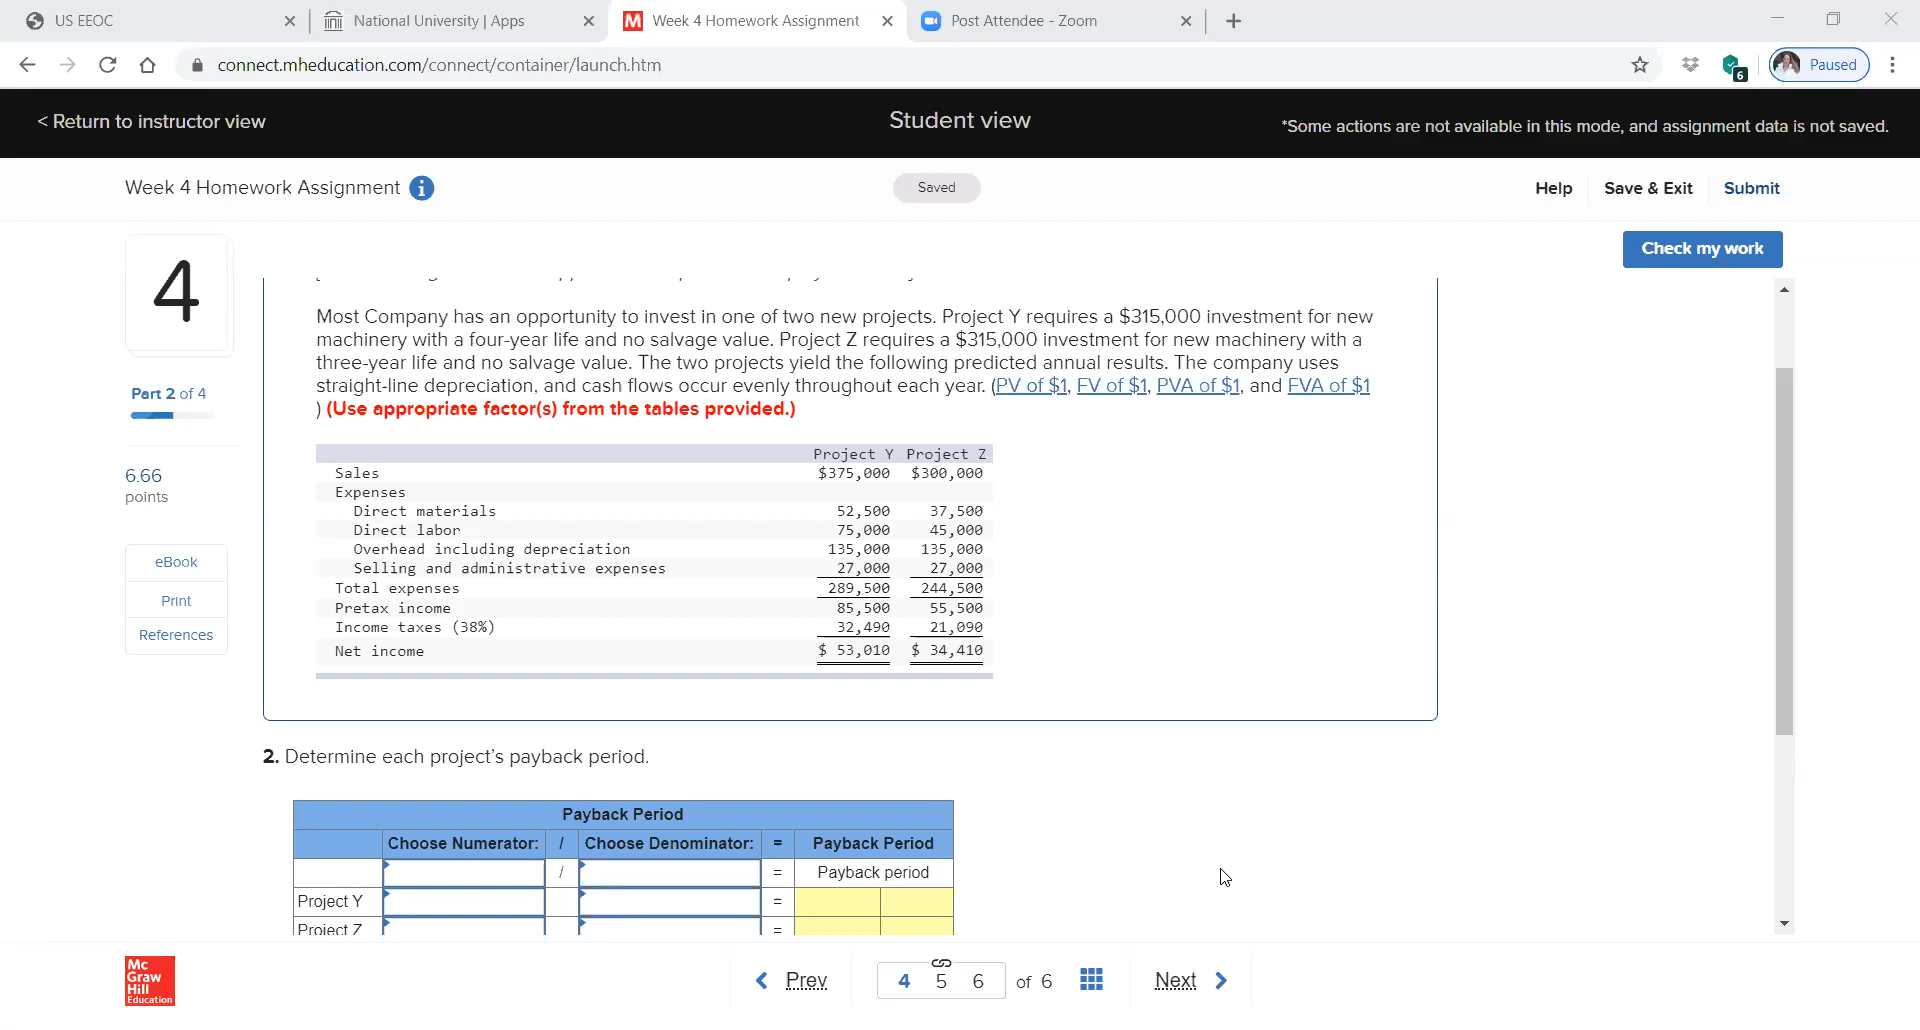 US EEOC
National University | Apps
Week 4 Homework Assignment
Post Attendee - Zoom
connect.mheducation.com/connect/container/launch.htm
6
Paused
< Return to instructor view
Student view
*Some actions are not available in this mode, and assignment data is not saved.
Week 4 Homework Assignment
Saved
Help
Save & Exit
Submit
4
Check my work
Part 2 of 4
6.66
points
eBook
Print
References
Most Company has an opportunity to invest in one of two new projects. Project Y requires a $315,000 investment for new
machinery with a four-year life and no salvage value. Project Z requires a $315,000 investment for new machinery with a
three-year life and no salvage value. The two projects yield the following predicted annual results. The company uses
straight-line depreciation, and cash flows occur evenly throughout each year. (PV of $1, FV of $1, PVA of $1, and FVA of $1
) (Use appropriate factor(s) from the tables provided.)
Project Y Project Z
Sales $375,000 $300,000
Expenses
Direct materials 52,500 37,500
Direct labor 75,000 45,000
Overhead including depreciation 135,000 135,000
Selling and administrative expenses 27,000 27,000
Total expenses 289,500 244,500
Pretax income 85,500 55,500
Income taxes (38%) 32,490 21,090
Net income $ 53,010 $ 34,410
2. Determine each project's payback period.
Payback Period
Choose Numerator: / Choose Denominator: = Payback Period
/ = Payback period
Project Y =
Project Z =
Mc
Graw
Hill
Education
Prev
4 5 6 of 6
Next